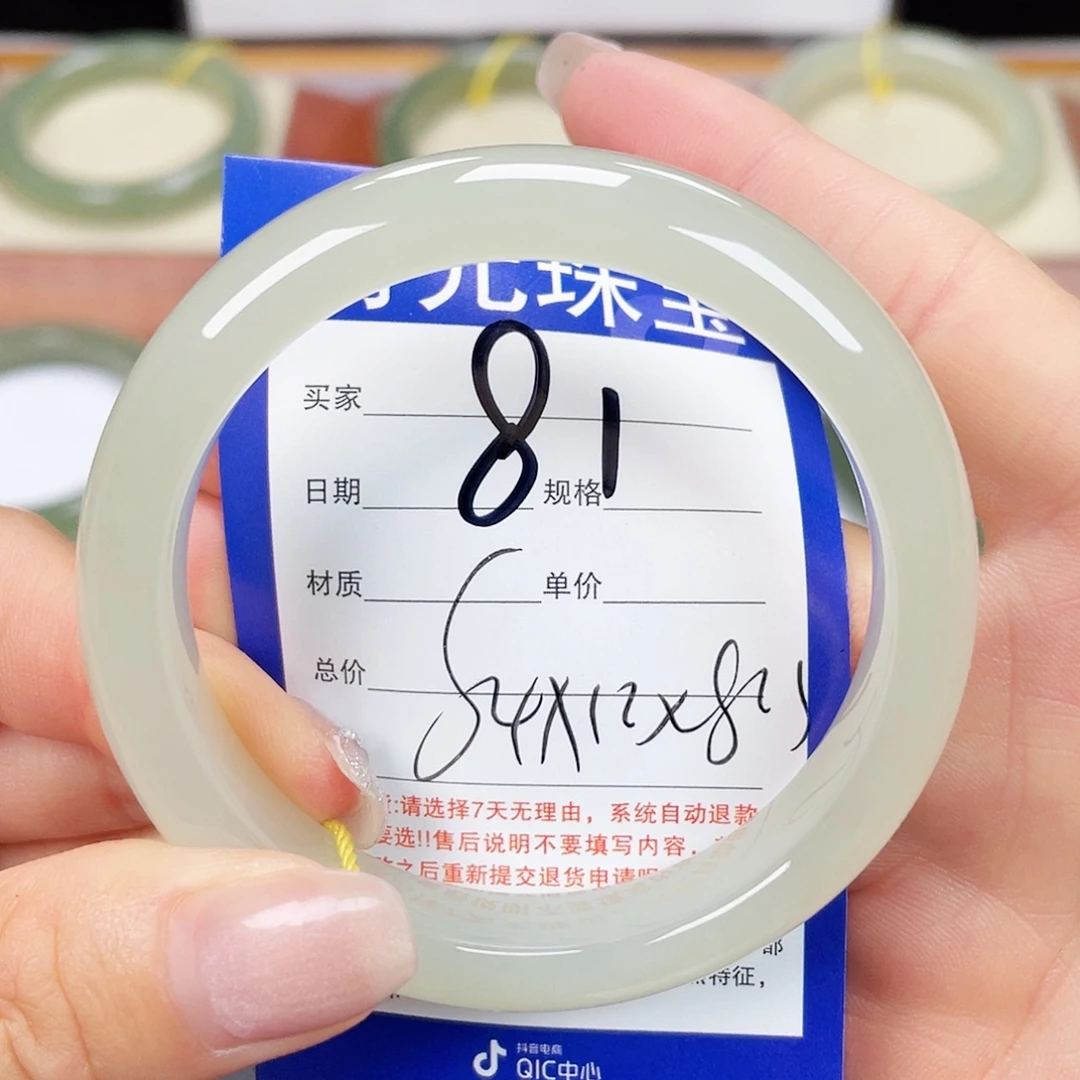 元珠宝
81
买家
日期 规格
材质 单价
总价
:请选择7天无理由，系统自动退款
要选!!售后说明不要填写内容，
之后重新提交退货申请
部
特征，
抖音电商
QIC中心